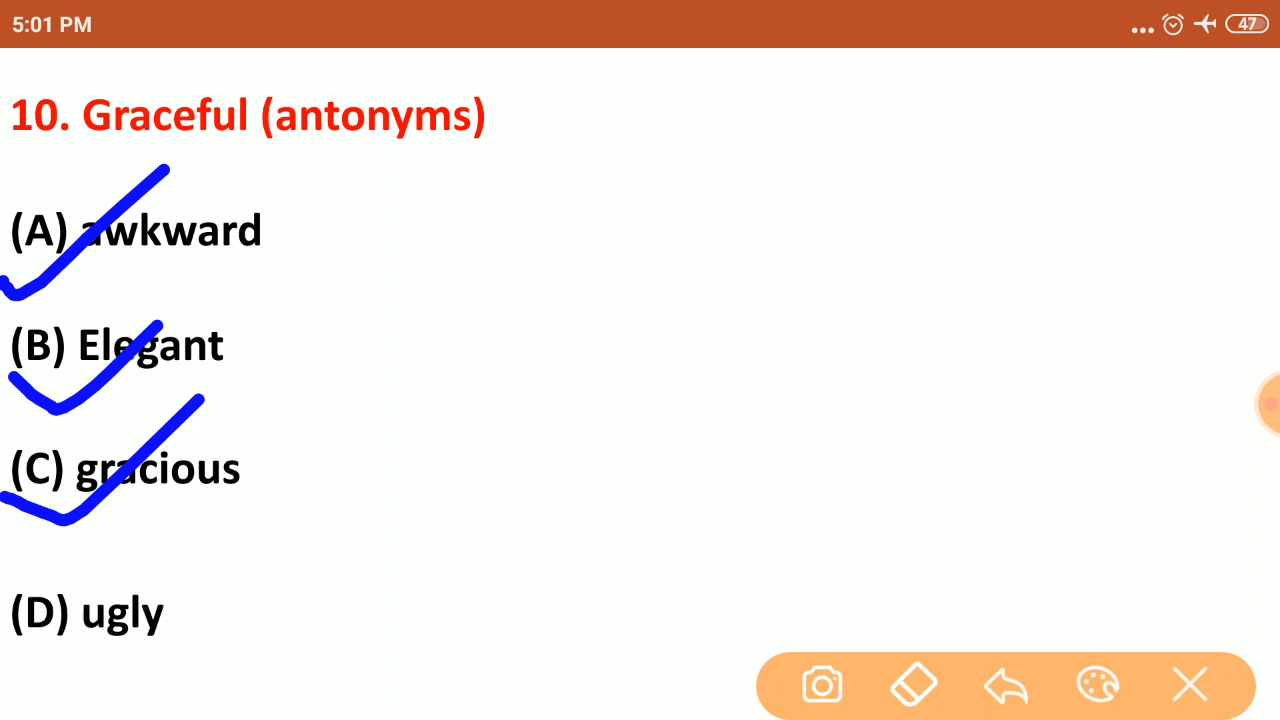 5:01 PM
47
10. Graceful (antonyms)
(A) awkward
(B) Elegant
(C) gracious
(D) ugly